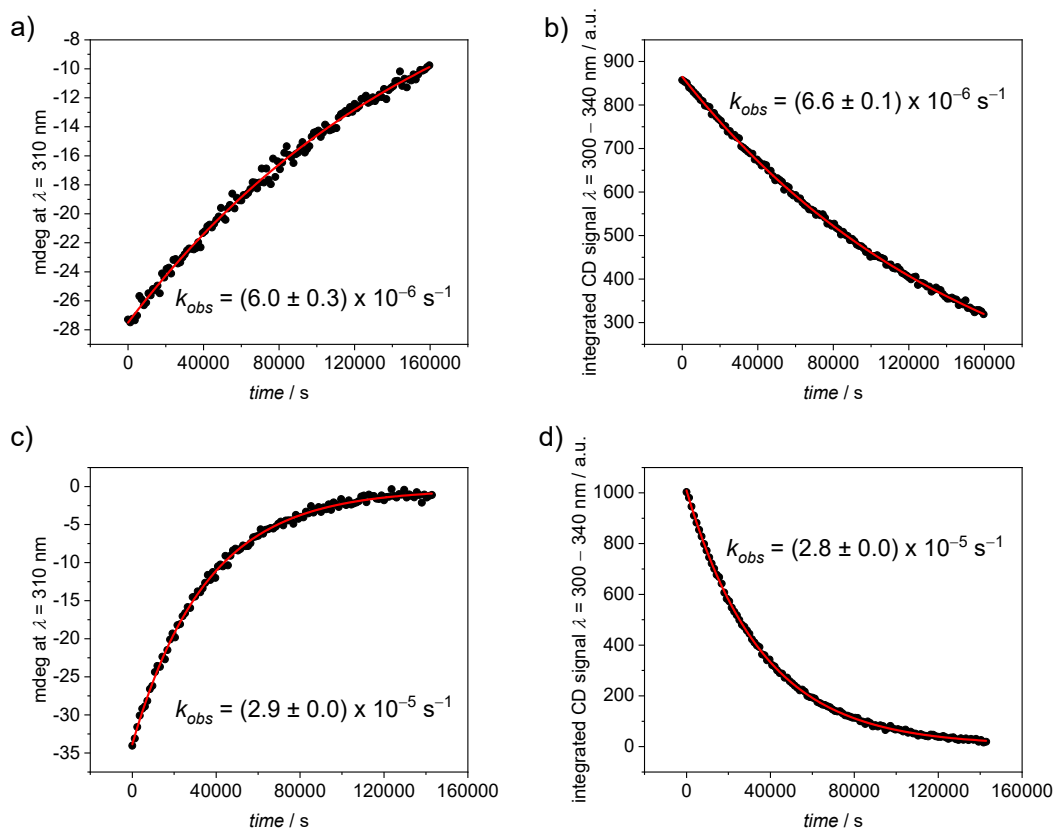 a)
-8
-10
-12
-14
-16
-18
-20
-22
-24
-26
-28
mdeg at λ = 310 nm
k_obs = (6.0 ± 0.3) x 10⁻⁶ s⁻¹
0 40000 80000 120000 160000
time / s
b)
900
800
700
600
500
400
300
integrated CD signal λ = 300 – 340 nm / a.u.
k_obs = (6.6 ± 0.1) x 10⁻⁶ s⁻¹
0 40000 80000 120000 160000
time / s
c)
0
-5
-10
-15
-20
-25
-30
-35
mdeg at λ = 310 nm
k_obs = (2.9 ± 0.0) x 10⁻⁵ s⁻¹
0 40000 80000 120000 160000
time / s
d)
1000
800
600
400
200
0
integrated CD signal λ = 300 – 340 nm / a.u.
k_obs = (2.8 ± 0.0) x 10⁻⁵ s⁻¹
0 40000 80000 120000 160000
time / s